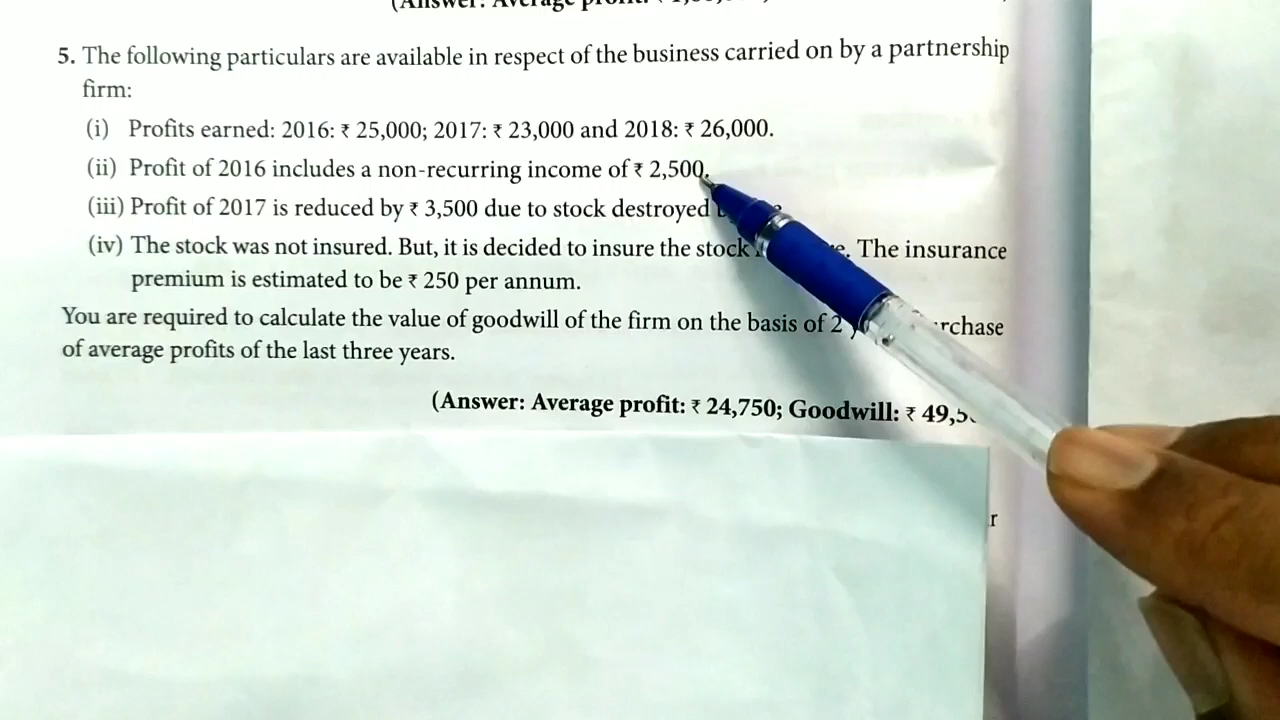 (Answer: Average profit: ₹
5. The following particulars are available in respect of the business carried on by a partnership
firm:
(i) Profits earned: 2016: ₹ 25,000; 2017: ₹ 23,000 and 2018: ₹ 26,000.
(ii) Profit of 2016 includes a non-recurring income of ₹ 2,500.
(iii) Profit of 2017 is reduced by ₹ 3,500 due to stock destroyed
(iv) The stock was not insured. But, it is decided to insure the stock The insurance
premium is estimated to be ₹ 250 per annum.
You are required to calculate the value of goodwill of the firm on the basis of 2
of average profits of the last three years.
(Answer: Average profit: ₹ 24,750; Goodwill: ₹ 49,5
r